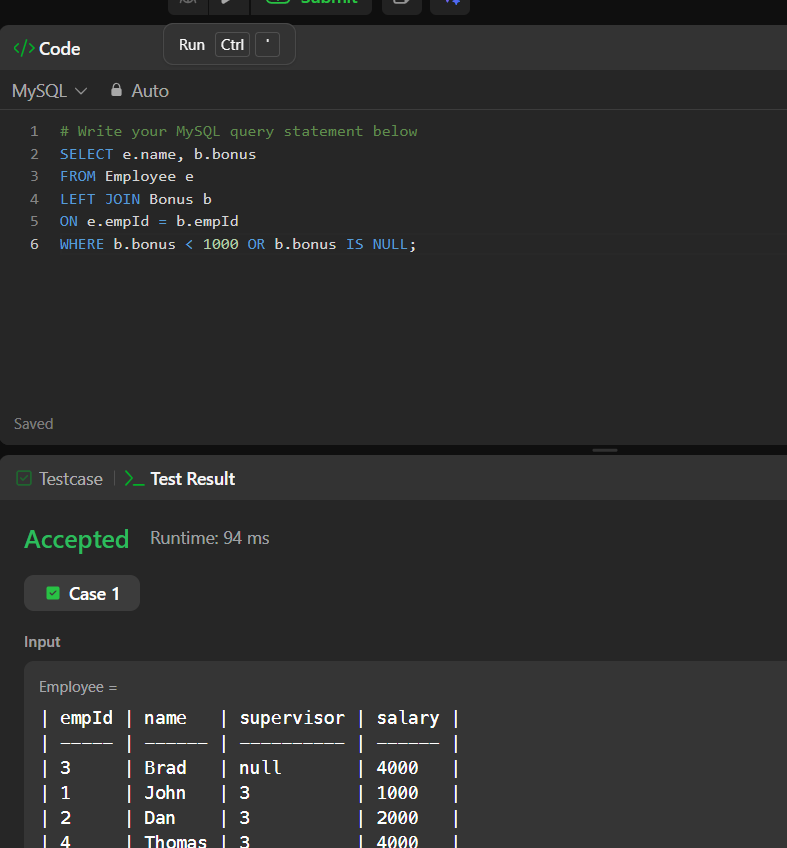 Submit
</> Code
Run Ctrl '
MySQL Auto
1 # Write your MySQL query statement below
2 SELECT e.name, b.bonus
3 FROM Employee e
4 LEFT JOIN Bonus b
5 ON e.empId = b.empId
6 WHERE b.bonus < 1000 OR b.bonus IS NULL;
Saved
Testcase | >_ Test Result
Accepted Runtime: 94 ms
Case 1
Input
Employee =
| empId | name | supervisor | salary |
| ----- | ------ | ---------- | ------ |
| 3 | Brad | null | 4000 |
| 1 | John | 3 | 1000 |
| 2 | Dan | 3 | 2000 |
| 4 | Thomas | 3 | 4000 |